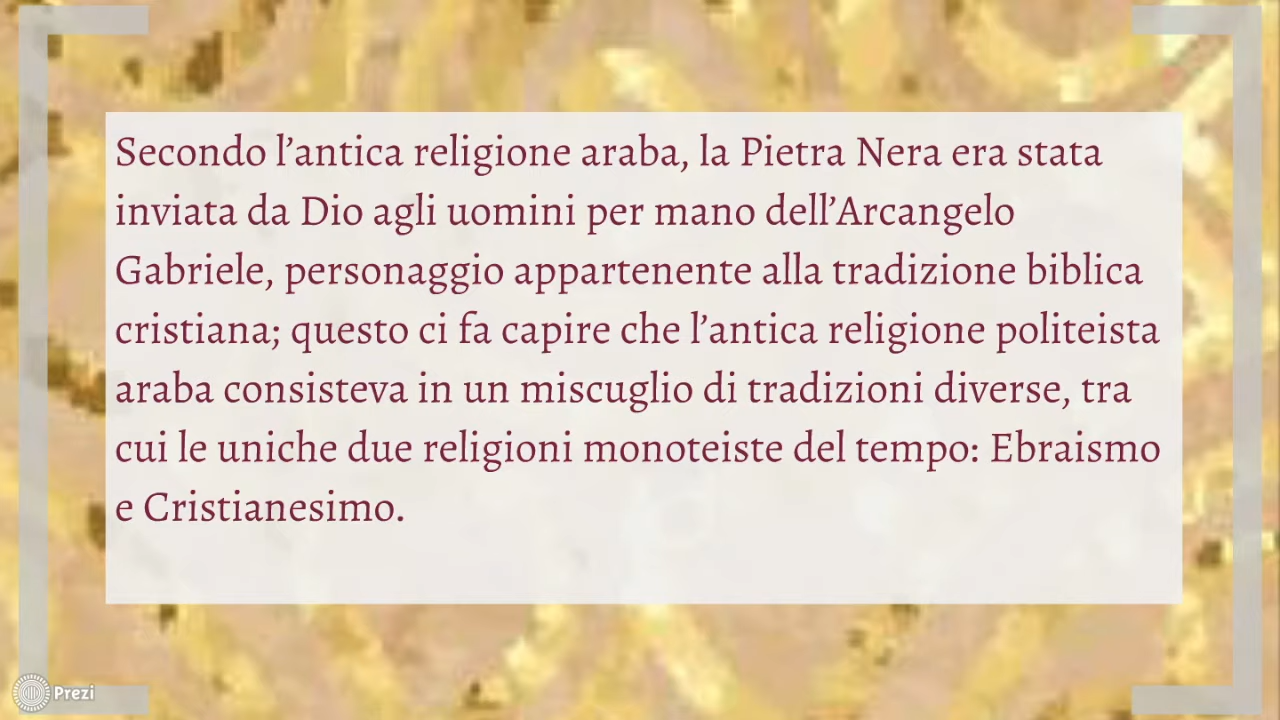 Secondo l’antica religione araba, la Pietra Nera era stata
inviata da Dio agli uomini per mano dell’Arcangelo
Gabriele, personaggio appartenente alla tradizione biblica
cristiana; questo ci fa capire che l’antica religione politeista
araba consisteva in un miscuglio di tradizioni diverse, tra
cui le uniche due religioni monoteiste del tempo: Ebraismo
e Cristianesimo.
Prezi